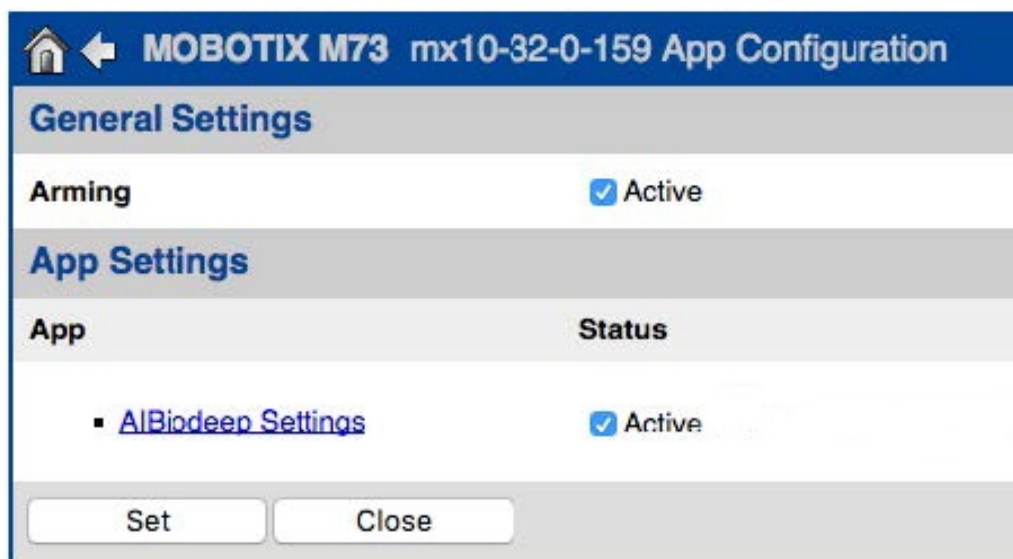 MOBOTIX M73 mx10-32-0-159 App Configuration
General Settings
Arming Active
App Settings
App Status
AIBiodeep Settings Active
Set Close